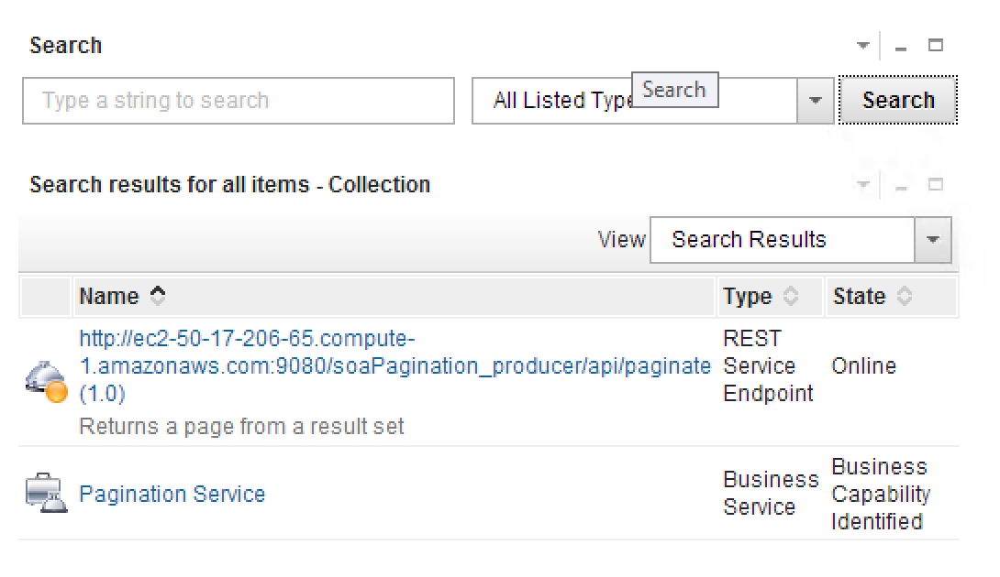 Search
Type a string to search
All Listed Type
Search
Search
Search results for all items - Collection
View Search Results
Name Type State
http://ec2-50-17-206-65.compute-
1.amazonaws.com:9080/soaPagination_producer/api/paginate
(1.0)
Returns a page from a result set
REST
Service
Endpoint
Online
Pagination Service
Business
Service
Business
Capability
Identified